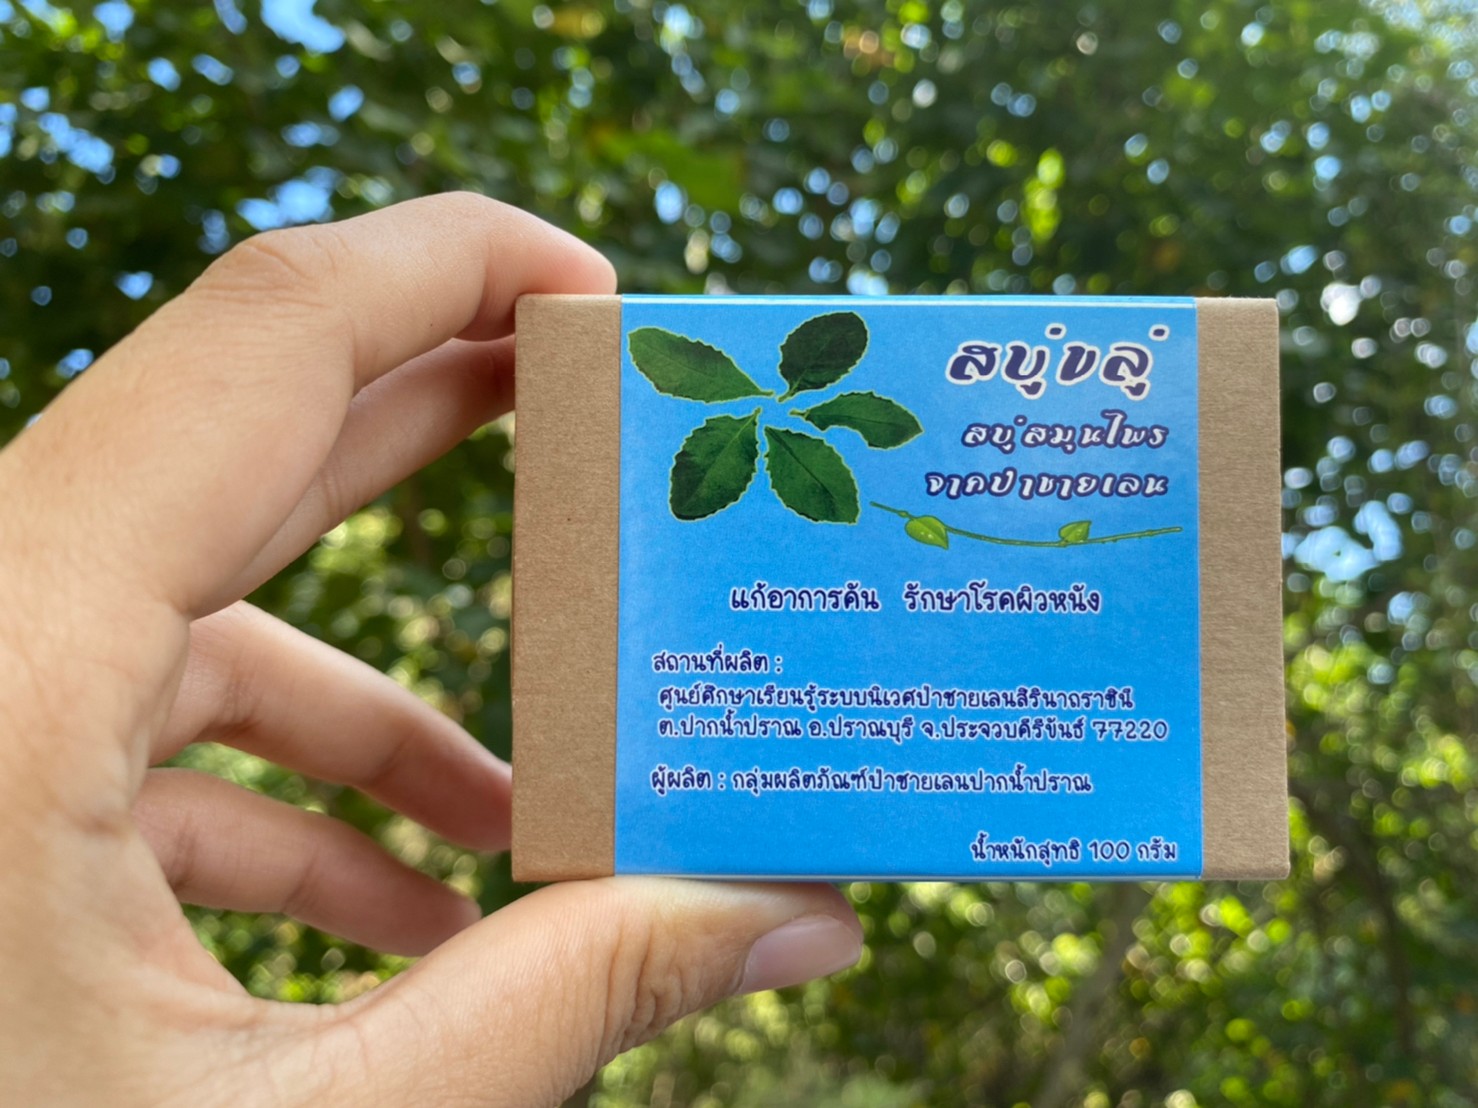 สบู่ขลู่
สบู่สมุนไพร
จากป่าชายเลน
แก้อาการคัน รักษาโรคผิวหนัง
สถานที่ผลิต :
ศูนย์ศึกษาเรียนรู้ระบบนิเวศป่าชายเลนสิรินาถราชินี
ต.ปากน้ำปราณ อ.ปราณบุรี จ.ประจวบคีรีขันธ์ 77220
ผู้ผลิต : กลุ่มผลิตภัณฑ์ป่าชายเลนปากน้ำปราณ
น้ำหนักสุทธิ 100 กรัม